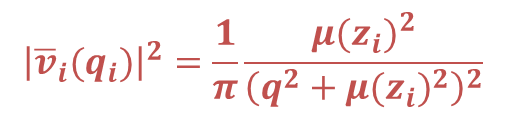 |v̅ᵢ(qᵢ)|² = 1/π μ(zᵢ)²/(q² + μ(zᵢ)²)²